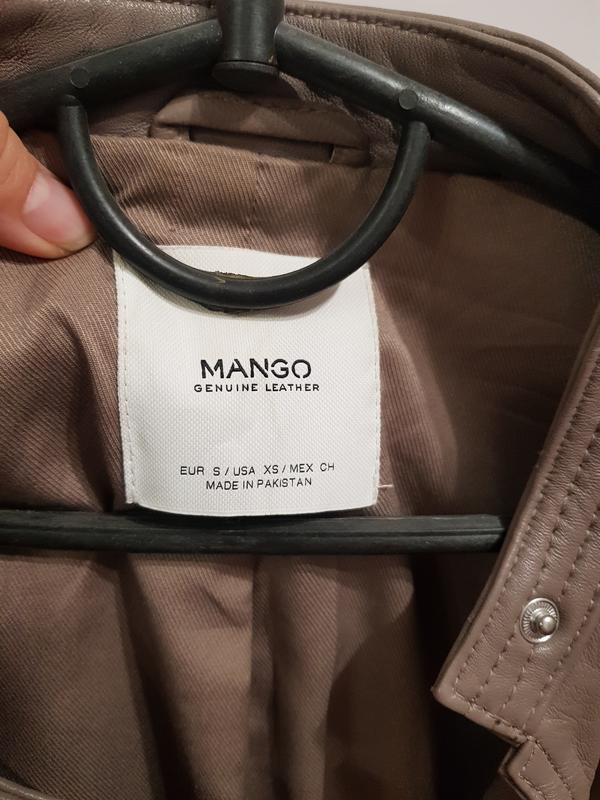 MANGO
GENUINE LEATHER
EUR S / USA XS / MEX CH
MADE IN PAKISTAN